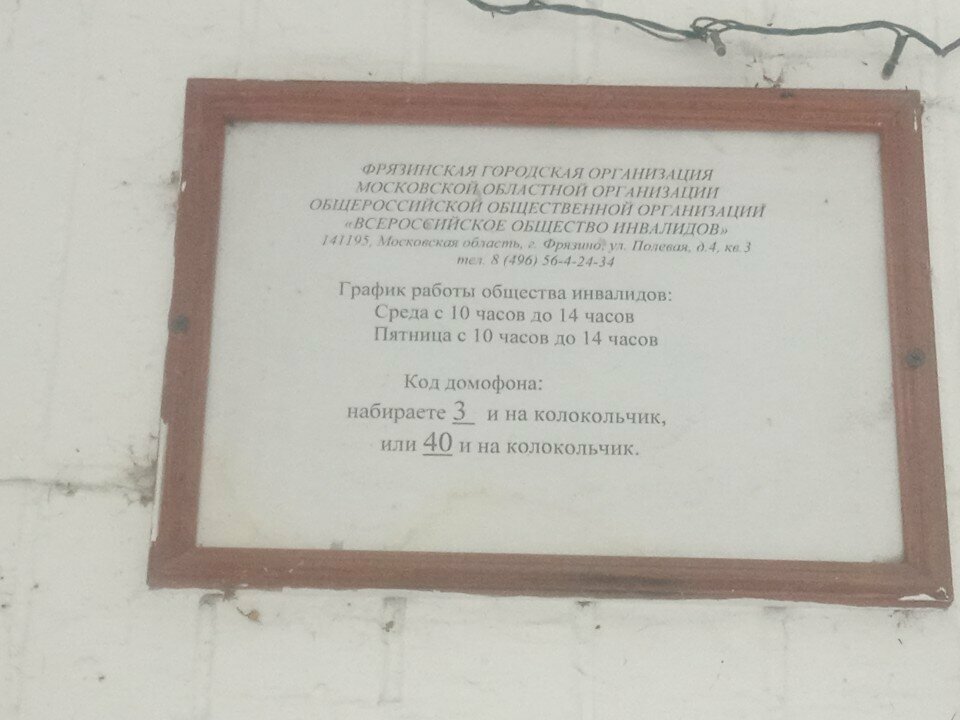 ФРЯЗИНСКАЯ ГОРОДСКАЯ ОРГАНИЗАЦИЯ
МОСКОВСКОЙ ОБЛАСТНОЙ ОРГАНИЗАЦИИ
ОБЩЕРОССИЙСКОЙ ОБЩЕСТВЕННОЙ ОРГАНИЗАЦИИ
«ВСЕРОССИЙСКОЕ ОБЩЕСТВО ИНВАЛИДОВ»
141195, Московская область, г. Фрязино, ул. Полевая, д.4, кв.3
тел. 8 (496) 56-4-24-34
График работы общества инвалидов:
Среда с 10 часов до 14 часов
Пятница с 10 часов до 14 часов
Код домофона:
набираете 3 и на колокольчик,
или 40 и на колокольчик.